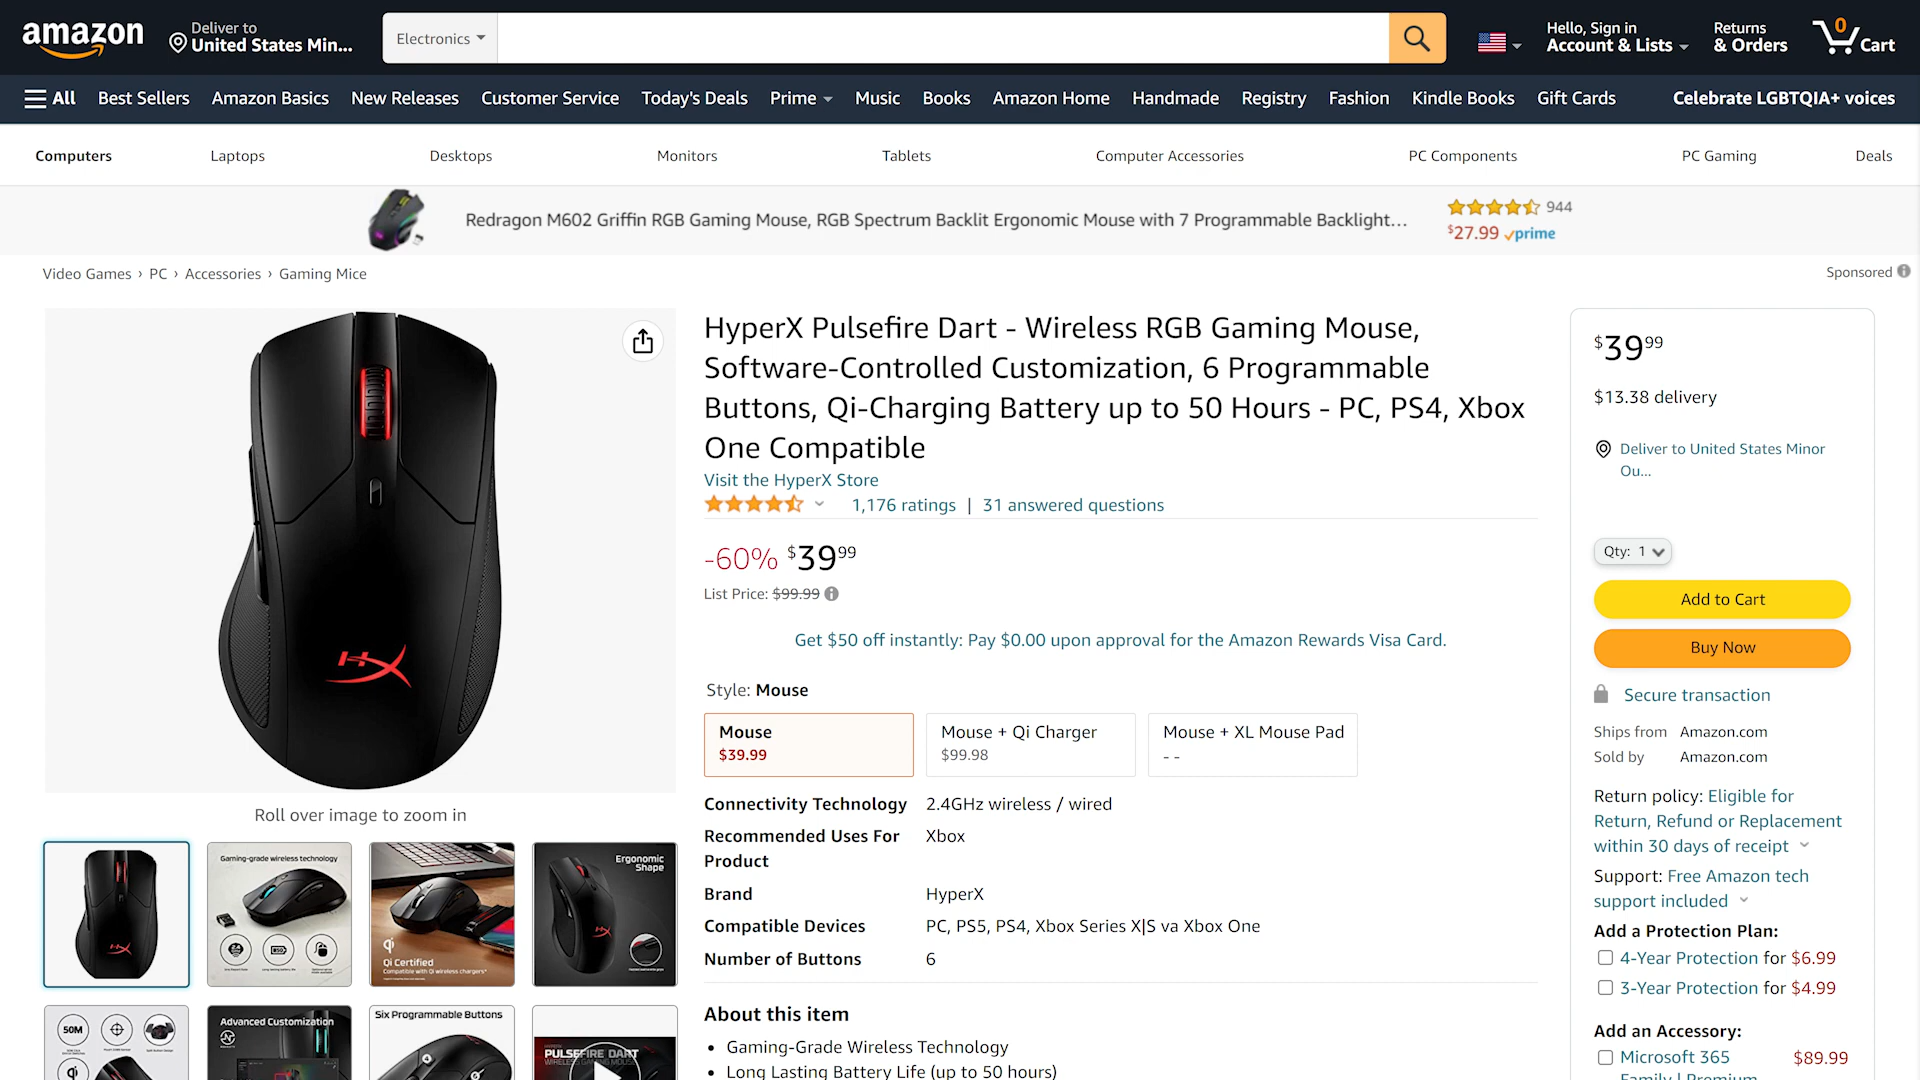 amazon
Deliver to
United States Min...
Electronics
Hello, Sign in
Account & Lists
Returns
& Orders
0
Cart
All
Best Sellers
Amazon Basics
New Releases
Customer Service
Today's Deals
Prime
Music
Books
Amazon Home
Handmade
Registry
Fashion
Kindle Books
Gift Cards
Celebrate LGBTQIA+ voices
Computers
Laptops
Desktops
Monitors
Tablets
Computer Accessories
PC Components
PC Gaming
Deals
Redragon M602 Griffin RGB Gaming Mouse, RGB Spectrum Backlit Ergonomic Mouse with 7 Programmable Backlight...
944
$27.99 prime
Video Games › PC › Accessories › Gaming Mice
Sponsored
HX
Roll over image to zoom in
Gaming-grade wireless technology
Qi
Qi Certified
Compatible with Qi wireless chargers*
Ergonomic
Shape
50M
Qi
Advanced Customization
Six Programmable Buttons
PULSEFIRE DART
WIRELESS GAMING MOUSE
HyperX Pulsefire Dart - Wireless RGB Gaming Mouse,
Software-Controlled Customization, 6 Programmable
Buttons, Qi-Charging Battery up to 50 Hours - PC, PS4, Xbox
One Compatible
Visit the HyperX Store
1,176 ratings | 31 answered questions
-60% $39 99
List Price: $99.99
Get $50 off instantly: Pay $0.00 upon approval for the Amazon Rewards Visa Card.
Style: Mouse
Mouse
$39.99
Mouse + Qi Charger
$99.98
Mouse + XL Mouse Pad
- -
Connectivity Technology 2.4GHz wireless / wired
Recommended Uses For Xbox
Product
Brand HyperX
Compatible Devices PC, PS5, PS4, Xbox Series X|S va Xbox One
Number of Buttons 6
About this item
• Gaming-Grade Wireless Technology
• Long Lasting Battery Life (up to 50 hours)
$39 99
$13.38 delivery
Deliver to United States Minor
Ou...
Qty: 1
Add to Cart
Buy Now
Secure transaction
Ships from Amazon.com
Sold by Amazon.com
Return policy: Eligible for
Return, Refund or Replacement
within 30 days of receipt
Support: Free Amazon tech
support included
Add a Protection Plan:
4-Year Protection for $6.99
3-Year Protection for $4.99
Add an Accessory:
Microsoft 365 $89.99
Family | Premium